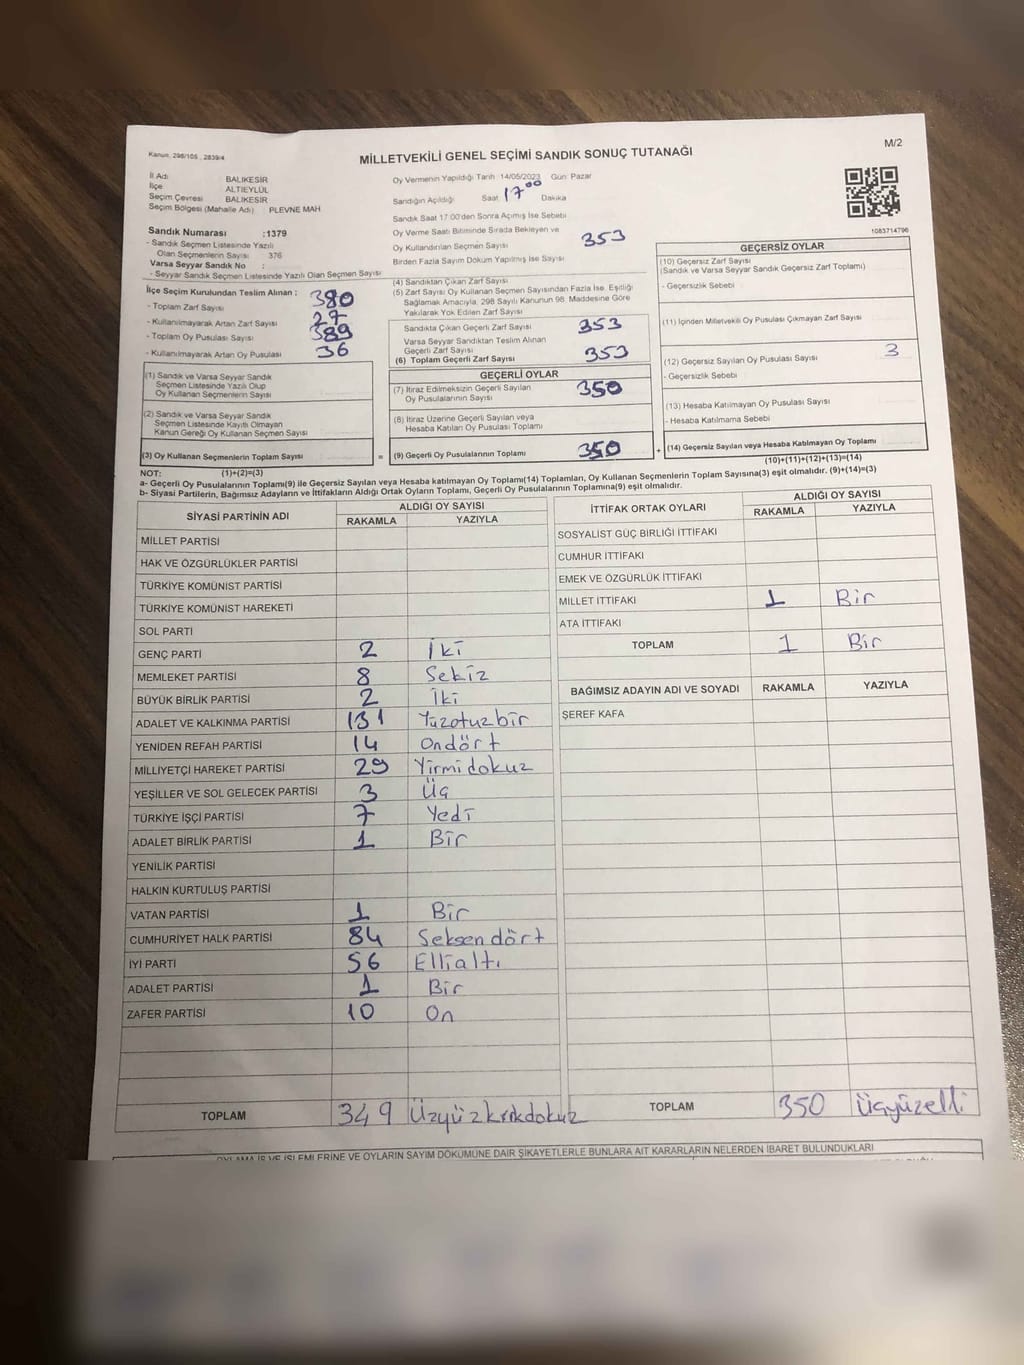 Kanun, 298/105 , 2839/4
MİLLETVEKİLİ GENEL SEÇİMİ SANDIK SONUÇ TUTANAĞI
M/2
İl Adı BALIKESİR
İlçe ALTIEYLÜL
Seçim Çevresi BALIKESİR
Seçim Bölgesi (Mahalle Adı) PLEVNE MAH
Sandık Numarası :1379
- Sandık Seçmen Listesinde Yazılı
Olan Seçmenlerin Sayısı 376
Varsa Seyyar Sandık No :
- Seyyar Sandık Seçmen Listesinde Yazılı Olan Seçmen Sayısı
İlçe Seçim Kurulundan Teslim Alınan ;
- Toplam Zarf Sayısı 380
- Kullanılmayarak Artan Zarf Sayısı 27
- Toplam Oy Pusulası Sayısı 389
- Kullanılmayarak Artan Oy Pusulası 36
(1) Sandık ve Varsa Seyyar Sandık
Seçmen Listesinde Yazılı Olup
Oy Kullanan Seçmenlerin Sayısı
(2) Sandık ve Varsa Seyyar Sandık
Seçmen Listesinde Kayıtlı Olmayan
Kanun Gereği Oy Kullanan Seçmen Sayısı
(3) Oy Kullanan Seçmenlerin Toplam Sayısı =
Oy Vermenin Yapıldığı Tarih 14/05/2023 Gün: Pazar
Sandığın Açıldığı Saat 17 00 Dakika
Sandık Saat 17:00'den Sonra Açılmış İse Sebebi
Oy Verme Saati Bitiminde Sırada Bekleyen ve
Oy Kullandırılan Seçmen Sayısı 353
Birden Fazla Sayım Döküm Yapılmış İse Sayısı
(4) Sandıktan Çıkan Zarf Sayısı
(5) Zarf Sayısı Oy Kullanan Seçmen Sayısından Fazla İse, Eşitliği
Sağlamak Amacıyla, 298 Sayılı Kanunun 98. Maddesine Göre
Yakılarak Yok Edilen Zarf Sayısı
Sandıkta Çıkan Geçerli Zarf Sayısı 353
Varsa Seyyar Sandıktan Teslim Alınan
Geçerli Zarf Sayısı
(6) Toplam Geçerli Zarf Sayısı 353
GEÇERLİ OYLAR
(7) İtiraz Edilmeksizin Geçerli Sayılan
Oy Pusulalarının Sayısı 350
(8) İtiraz Üzerine Geçerli Sayılan veya
Hesaba Katılan Oy Pusulası Toplamı
(9) Geçerli Oy Pusulalarının Toplamı 350 +
1083714796
GEÇERSİZ OYLAR
(10) Geçersiz Zarf Sayısı
(Sandık ve Varsa Seyyar Sandık Geçersiz Zarf Toplamı)
- Geçersizlik Sebebi
(11) İçinden Milletvekili Oy Pusulası Çıkmayan Zarf Sayısı
(12) Geçersiz Sayılan Oy Pusulası Sayısı 3
- Geçersizlik Sebebi
(13) Hesaba Katılmayan Oy Pusulası Sayısı
- Hesaba Katılmama Sebebi
(14) Geçersiz Sayılan veya Hesaba Katılmayan Oy Toplamı
(10)+(11)+(12)+(13)=(14)
NOT: (1)+(2)=(3)
a- Geçerli Oy Pusulalarının Toplamı(9) ile Geçersiz Sayılan veya Hesaba katılmayan Oy Toplamı(14) Toplamları, Oy Kullanan Seçmenlerin Toplam Sayısına(3) eşit olmalıdır. (9)+(14)=(3)
b- Siyasi Partilerin, Bağımsız Adayların ve İttifakların Aldığı Ortak Oyların Toplamı, Geçerli Oy Pusulalarının Toplamına(9) eşit olmalıdır.
SİYASİ PARTİNİN ADI ALDIĞI OY SAYISI
RAKAMLA YAZIYLA
MİLLET PARTİSİ
HAK VE ÖZGÜRLÜKLER PARTİSİ
TÜRKİYE KOMÜNİST PARTİSİ
TÜRKİYE KOMÜNİST HAREKETİ
SOL PARTİ
GENÇ PARTİ 2 İki
MEMLEKET PARTİSİ 8 Sekiz
BÜYÜK BİRLİK PARTİSİ 2 İki
ADALET VE KALKINMA PARTİSİ 131 Yüzotuzbir
YENİDEN REFAH PARTİSİ 14 Ondört
MİLLİYETÇİ HAREKET PARTİSİ 29 Yirmidokuz
YEŞİLLER VE SOL GELECEK PARTİSİ 3 Üç
TÜRKİYE İŞÇİ PARTİSİ 7 Yedi
ADALET BİRLİK PARTİSİ 1 Bir
YENİLİK PARTİSİ
HALKIN KURTULUŞ PARTİSİ
VATAN PARTİSİ 1 Bir
CUMHURİYET HALK PARTİSİ 84 Seksendört
İYİ PARTİ 56 Ellialtı
ADALET PARTİSİ 1 Bir
ZAFER PARTİSİ 10 On
TOPLAM 349 Üzyüzkırkdokuz
İTTİFAK ORTAK OYLARI ALDIĞI OY SAYISI
RAKAMLA YAZIYLA
SOSYALİST GÜÇ BİRLİĞİ İTTİFAKI
CUMHUR İTTİFAKI
EMEK VE ÖZGÜRLÜK İTTİFAKI
MİLLET İTTİFAKI 1 Bir
ATA İTTİFAKI
TOPLAM 1 Bir
BAĞIMSIZ ADAYIN ADI VE SOYADI RAKAMLA YAZIYLA
ŞEREF KAFA
TOPLAM 350 Üçyüzelli
OYLAMA İŞ VE İŞLEMLERİNE VE OYLARIN SAYIM DÖKÜMÜNE DAİR ŞİKAYETLERLE BUNLARA AİT KARARLARIN NELERDEN İBARET BULUNDUKLARI